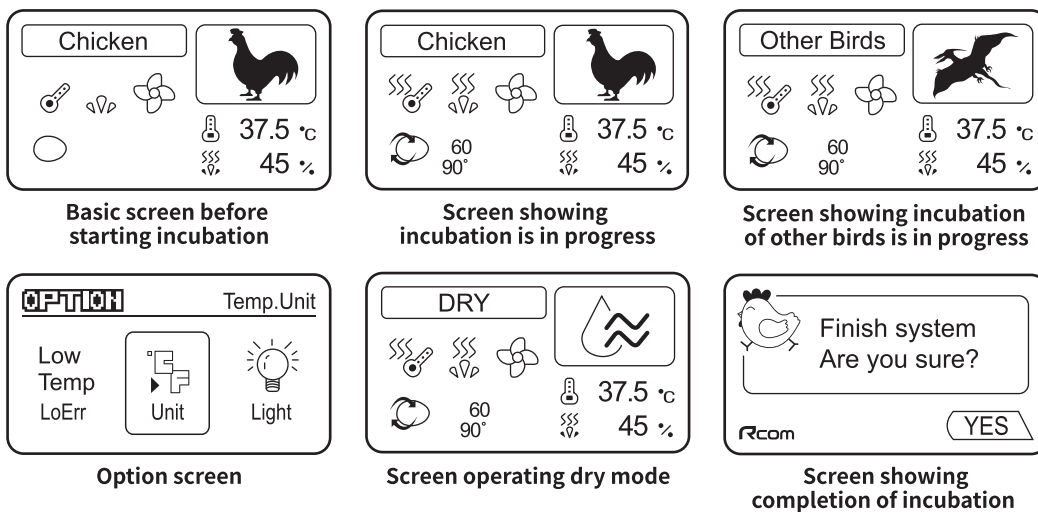 Chicken
37.5 °C
45 %
Basic screen before
starting incubation
Chicken
60
90°
37.5 °C
45 %
Screen showing
incubation is in progress
Other Birds
60
90°
37.5 °C
45 %
Screen showing incubation
of other birds is in progress
OPTION
Temp.Unit
Low
Temp
LoErr
°C
F
Unit
Light
Option screen
DRY
60
90°
37.5 °C
45 %
Screen operating dry mode
Finish system
Are you sure?
Rcom
YES
Screen showing
completion of incubation